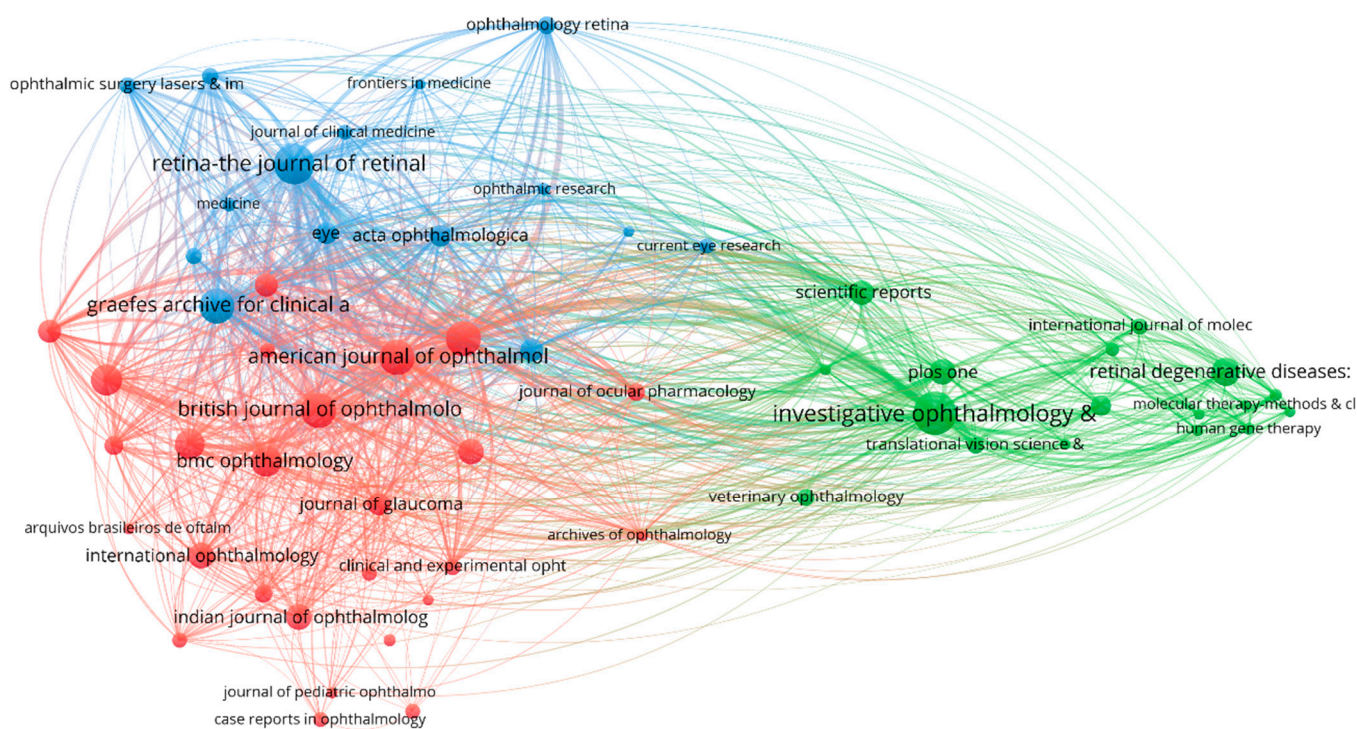 ophthalmology retina
ophthalmic surgery lasers & im
frontiers in medicine
journal of clinical medicine
retina-the journal of retinal
ophthalmic research
medicine
eye
acta ophthalmologica
current eye research
scientific reports
graefes archive for clinical a
international journal of molec
american journal of ophthalmol
plos one
retinal degenerative diseases:
journal of ocular pharmacology
molecular therapy-methods & cl
british journal of ophthalmolo
investigative ophthalmology &
human gene therapy
translational vision science &
bmc ophthalmology
veterinary ophthalmology
journal of glaucoma
arquivos brasileiros de oftalm
archives of ophthalmology
international ophthalmology
clinical and experimental opht
indian journal of ophthalmolog
journal of pediatric ophthalmo
case reports in ophthalmology